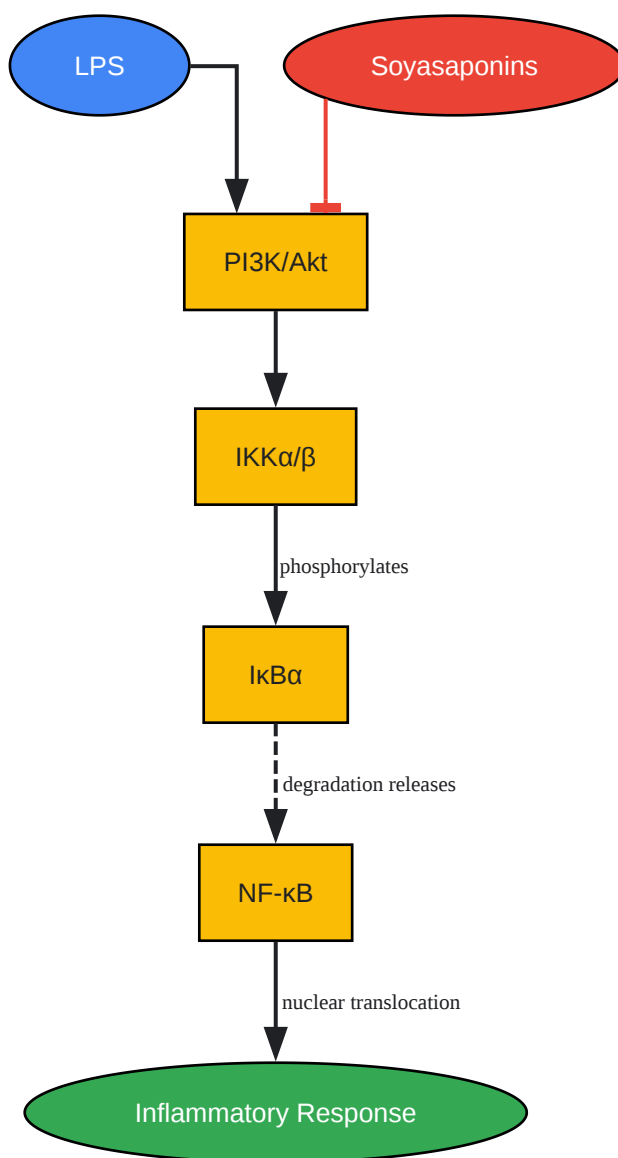 LPS
Soyasaponins
PI3K/Akt
IKKα/β
phosphorylates
IκBα
degradation releases
NF-κB
nuclear translocation
Inflammatory Response